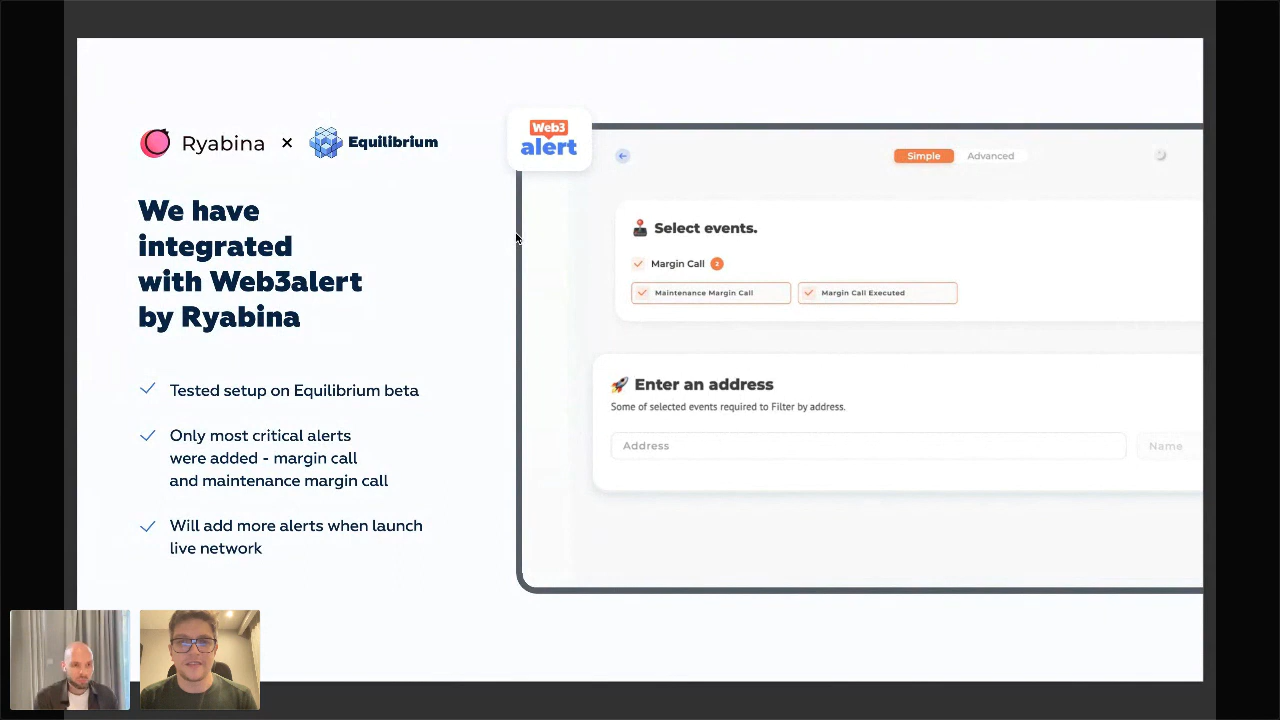 Ryabina × Equilibrium
We have
integrated
with Web3alert
by Ryabina
Tested setup on Equilibrium beta
Only most critical alerts
were added - margin call
and maintenance margin call
Will add more alerts when launch
live network
Web3
alert
Simple Advanced
Select events.
Margin Call 2
Maintenance Margin Call Margin Call Executed
Enter an address
Some of selected events required to Filter by address.
Address Name